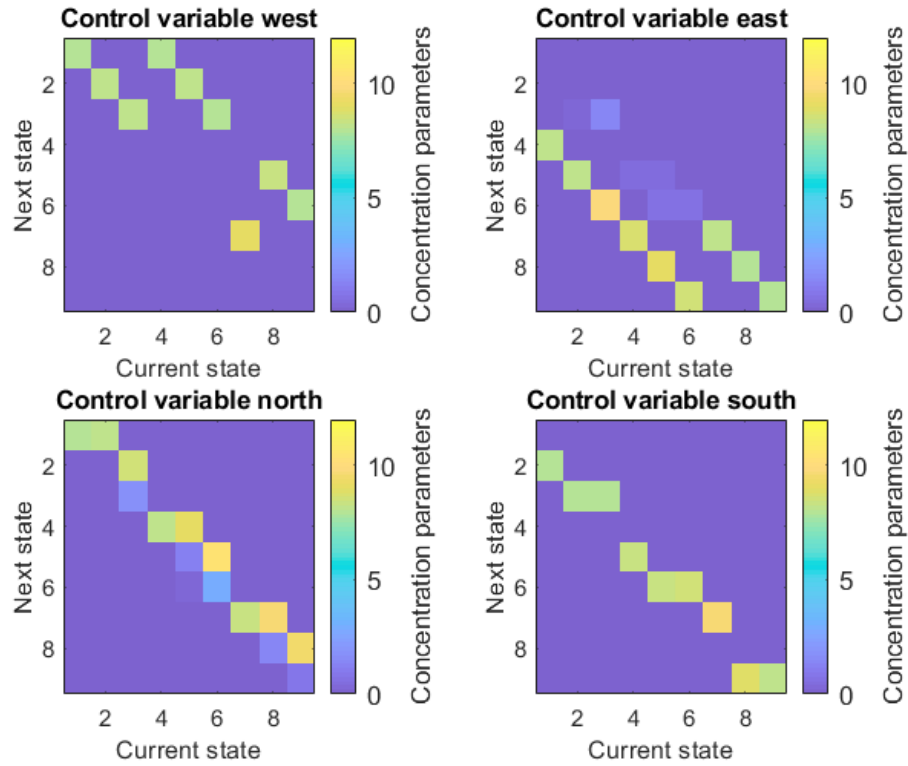 Control variable west
Next state
2
4
6
8
2
4
6
8
Current state
10
5
0
Concentration parameters
Control variable east
Next state
2
4
6
8
2
4
6
8
Current state
10
5
0
Concentration parameters
Control variable north
Next state
2
4
6
8
2
4
6
8
Current state
10
5
0
Concentration parameters
Control variable south
Next state
2
4
6
8
2
4
6
8
Current state
10
5
0
Concentration parameters